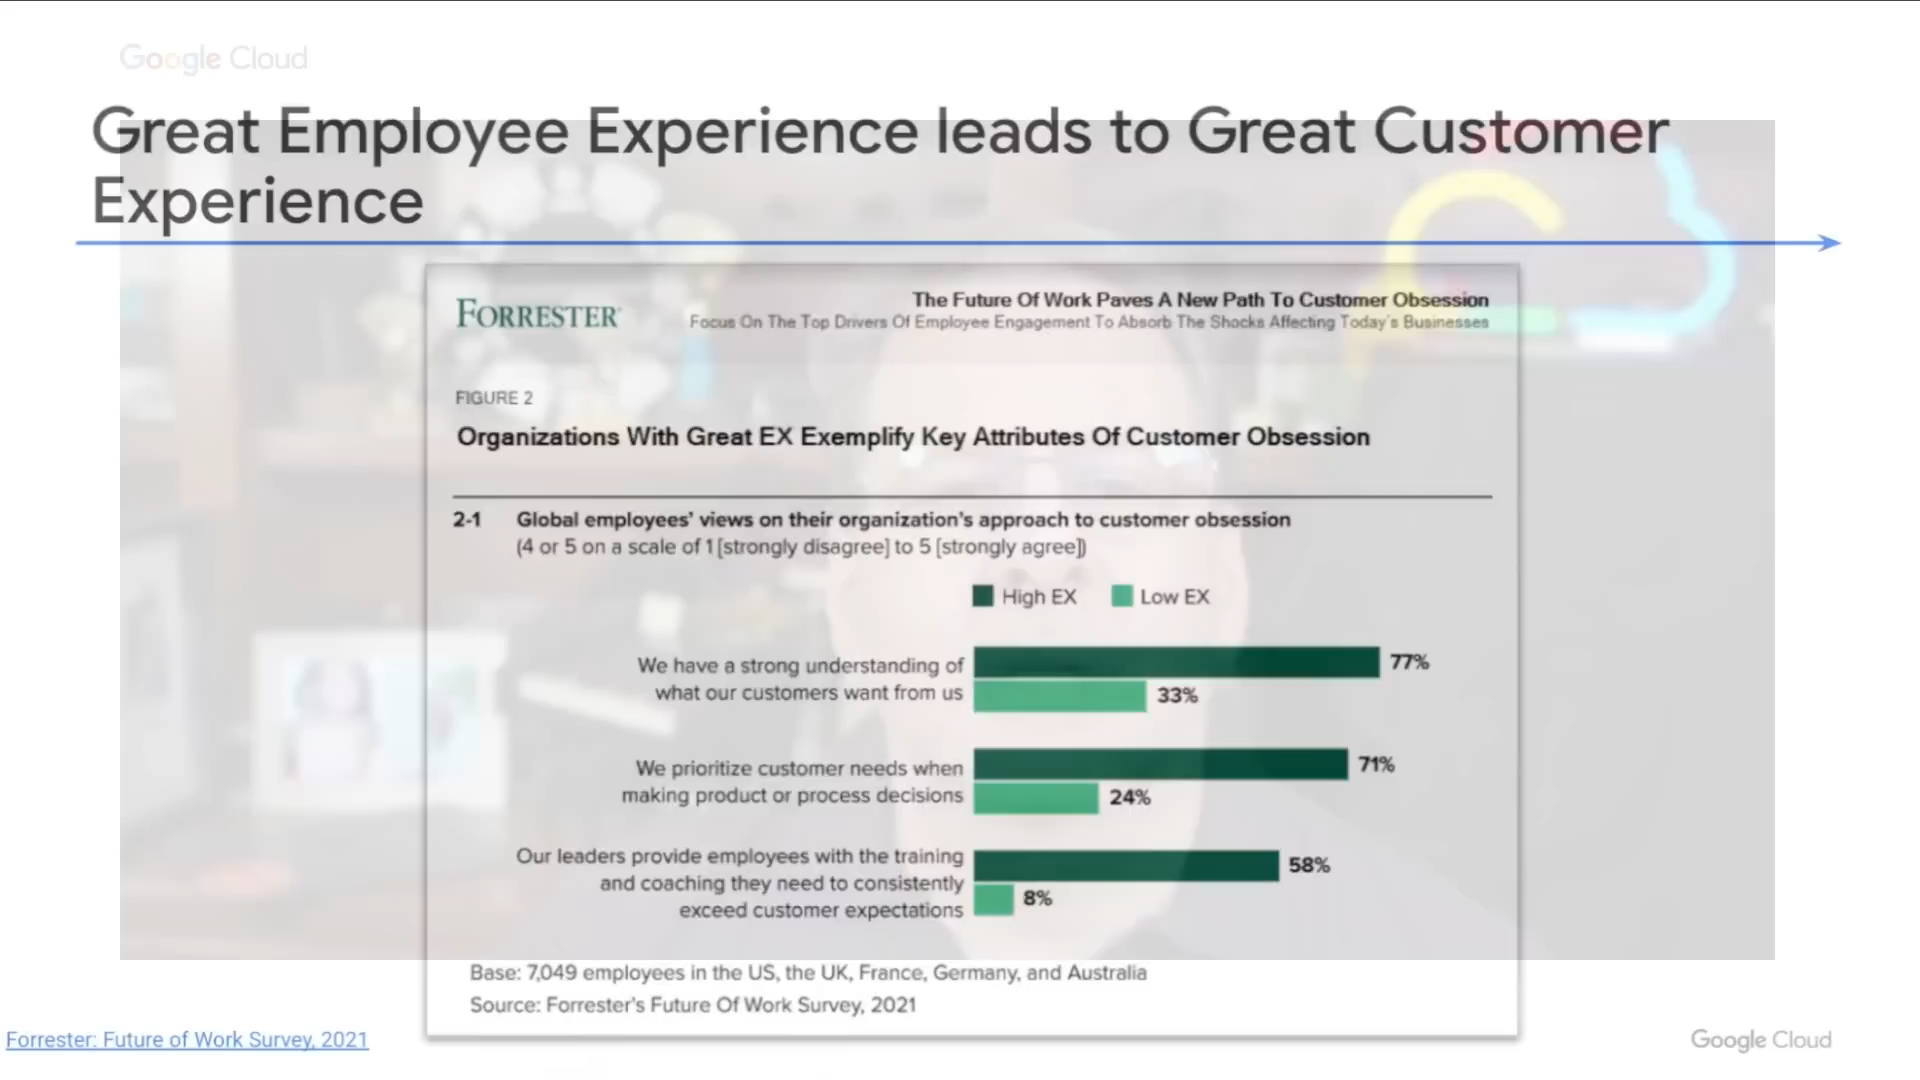 Google Cloud
Great Employee Experience leads to Great Customer
Experience
FORRESTER
The Future Of Work Paves A New Path To Customer Obsession
Focus On The Top Drivers Of Employee Engagement To Absorb The Shocks Affecting Today's Businesses
FIGURE 2
Organizations With Great EX Exemplify Key Attributes Of Customer Obsession
2-1 Global employees' views on their organization's approach to customer obsession
(4 or 5 on a scale of 1 [strongly disagree] to 5 [strongly agree])
High EX Low EX
We have a strong understanding of
what our customers want from us
77%
33%
We prioritize customer needs when
making product or process decisions
71%
24%
Our leaders provide employees with the training
and coaching they need to consistently
exceed customer expectations
58%
8%
Base: 7,049 employees in the US, the UK, France, Germany, and Australia
Source: Forrester's Future Of Work Survey, 2021
Forrester: Future of Work Survey, 2021
Google Cloud